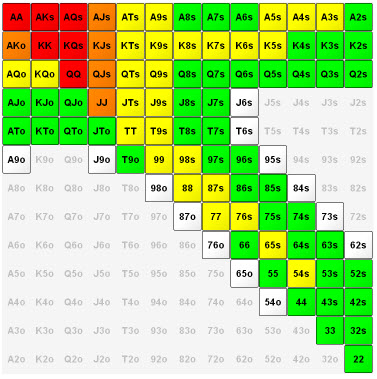 AA AKs AQs AJs ATs A9s A8s A7s A6s A5s A4s A3s A2s
AKo KK KQs KJs KTs K9s K8s K7s K6s K5s K4s K3s K2s
AQo KQo QQ QJs QTs Q9s Q8s Q7s Q6s Q5s Q4s Q3s Q2s
AJo KJo QJo JJ JTs J9s J8s J7s J6s J5s J4s J3s J2s
ATo KTo QTo JTo TT T9s T8s T7s T6s T5s T4s T3s T2s
A9o K9o Q9o J9o T9o 99 98s 97s 96s 95s 94s 93s 92s
A8o K8o Q8o J8o T8o 98o 88 87s 86s 85s 84s 83s 82s
A7o K7o Q7o J7o T7o 97o 87o 77 76s 75s 74s 73s 72s
A6o K6o Q6o J6o T6o 96o 86o 76o 66 65s 64s 63s 62s
A5o K5o Q5o J5o T5o 95o 85o 75o 65o 55 54s 53s 52s
A4o K4o Q4o J4o T4o 94o 84o 74o 64o 54o 44 43s 42s
A3o K3o Q3o J3o T3o 93o 83o 73o 63o 53o 43o 33 32s
A2o K2o Q2o J2o T2o 92o 82o 72o 62o 52o 42o 32o 22